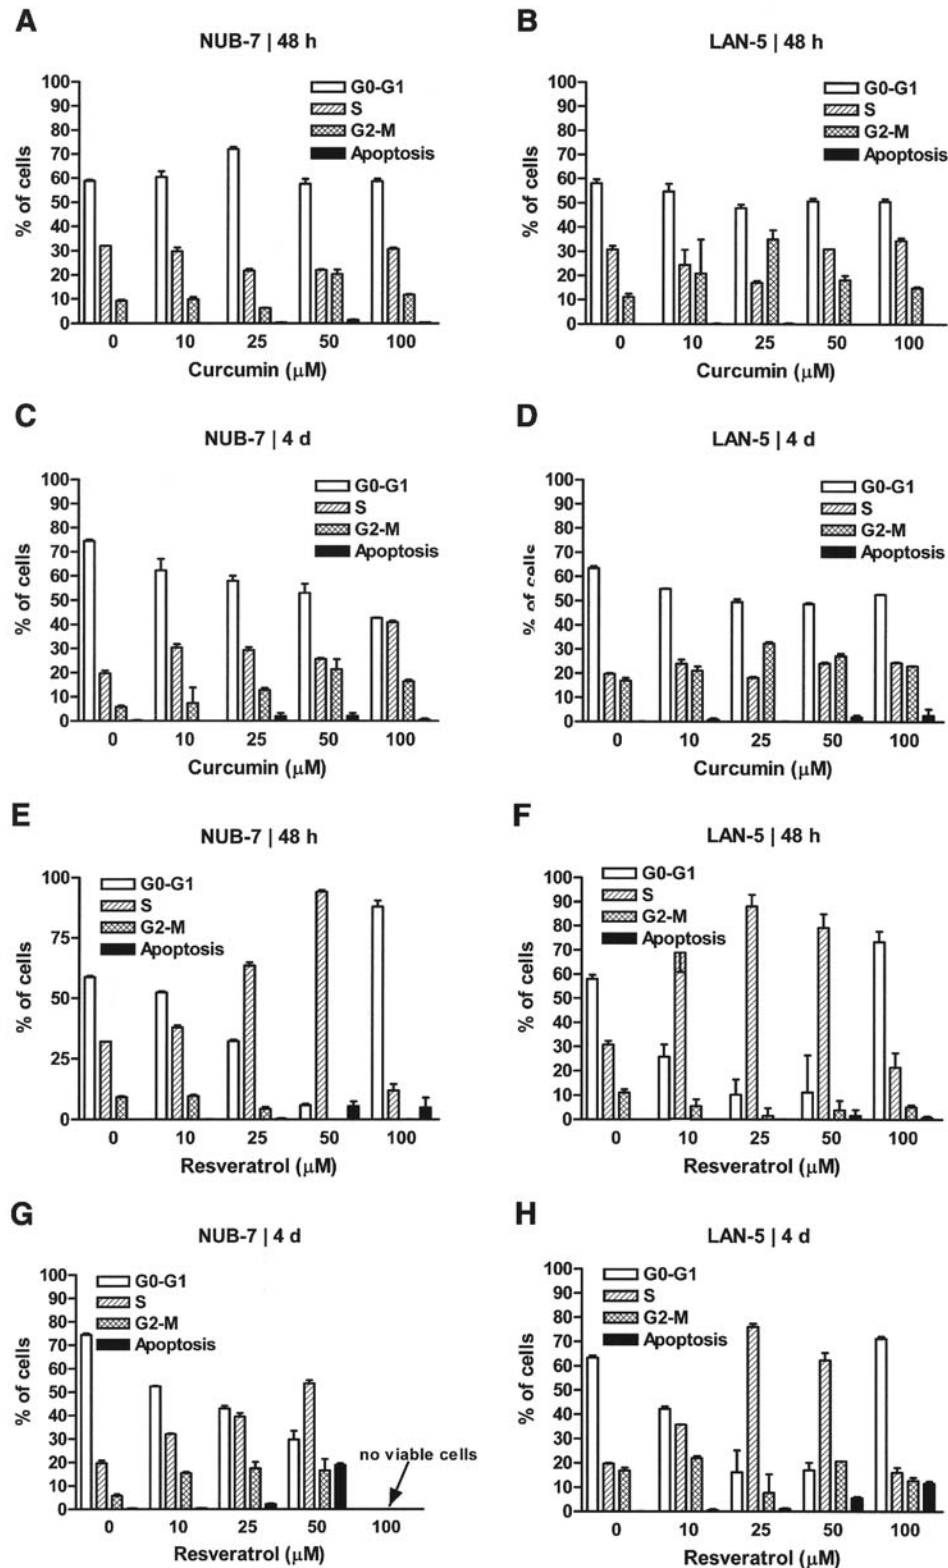 A
NUB-7 | 48 h
100
90
80
70
60
50
40
30
20
10
0
% of cells
G0-G1
S
G2-M
Apoptosis
0 10 25 50 100
Curcumin (μM)
B
LAN-5 | 48 h
100
90
80
70
60
50
40
30
20
10
0
% of cells
G0-G1
S
G2-M
Apoptosis
0 10 25 50 100
Curcumin (μM)
C
NUB-7 | 4 d
100
90
80
70
60
50
40
30
20
10
0
% of cells
G0-G1
S
G2-M
Apoptosis
0 10 25 50 100
Curcumin (μM)
D
LAN-5 | 4 d
100
90
80
70
60
50
40
30
20
10
0
% of cells
G0-G1
S
G2-M
Apoptosis
0 10 25 50 100
Curcumin (μM)
E
NUB-7 | 48 h
100
75
50
25
0
% of cells
G0-G1
S
G2-M
Apoptosis
0 10 25 50 100
Resveratrol (μM)
F
LAN-5 | 48 h
100
90
80
70
60
50
40
30
20
10
0
% of cells
G0-G1
S
G2-M
Apoptosis
0 10 25 50 100
Resveratrol (μM)
G
NUB-7 | 4 d
100
90
80
70
60
50
40
30
20
10
0
% of cells
G0-G1
S
G2-M
Apoptosis
no viable cells
0 10 25 50 100
Resveratrol (μM)
H
LAN-5 | 4 d
100
90
80
70
60
50
40
30
20
10
0
% of cells
G0-G1
S
G2-M
Apoptosis
0 10 25 50 100
Resveratrol (μM)